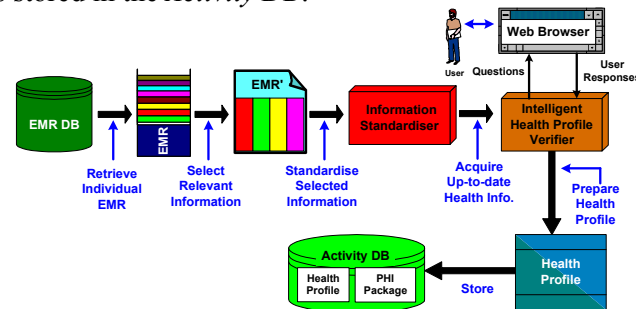 stored in the Activity DB.
Web Browser
User
Questions
User
Responses
EMR DB
EMR
EMR'
Information
Standardiser
Intelligent
Health Profile
Verifier
Retrieve
Individual
EMR
Select
Relevant
Information
Standardise
Selected
Information
Acquire
Up-to-date
Health Info.
Prepare
Health
Profile
Activity DB
Health
Profile
PHI
Package
Store
Health
Profile